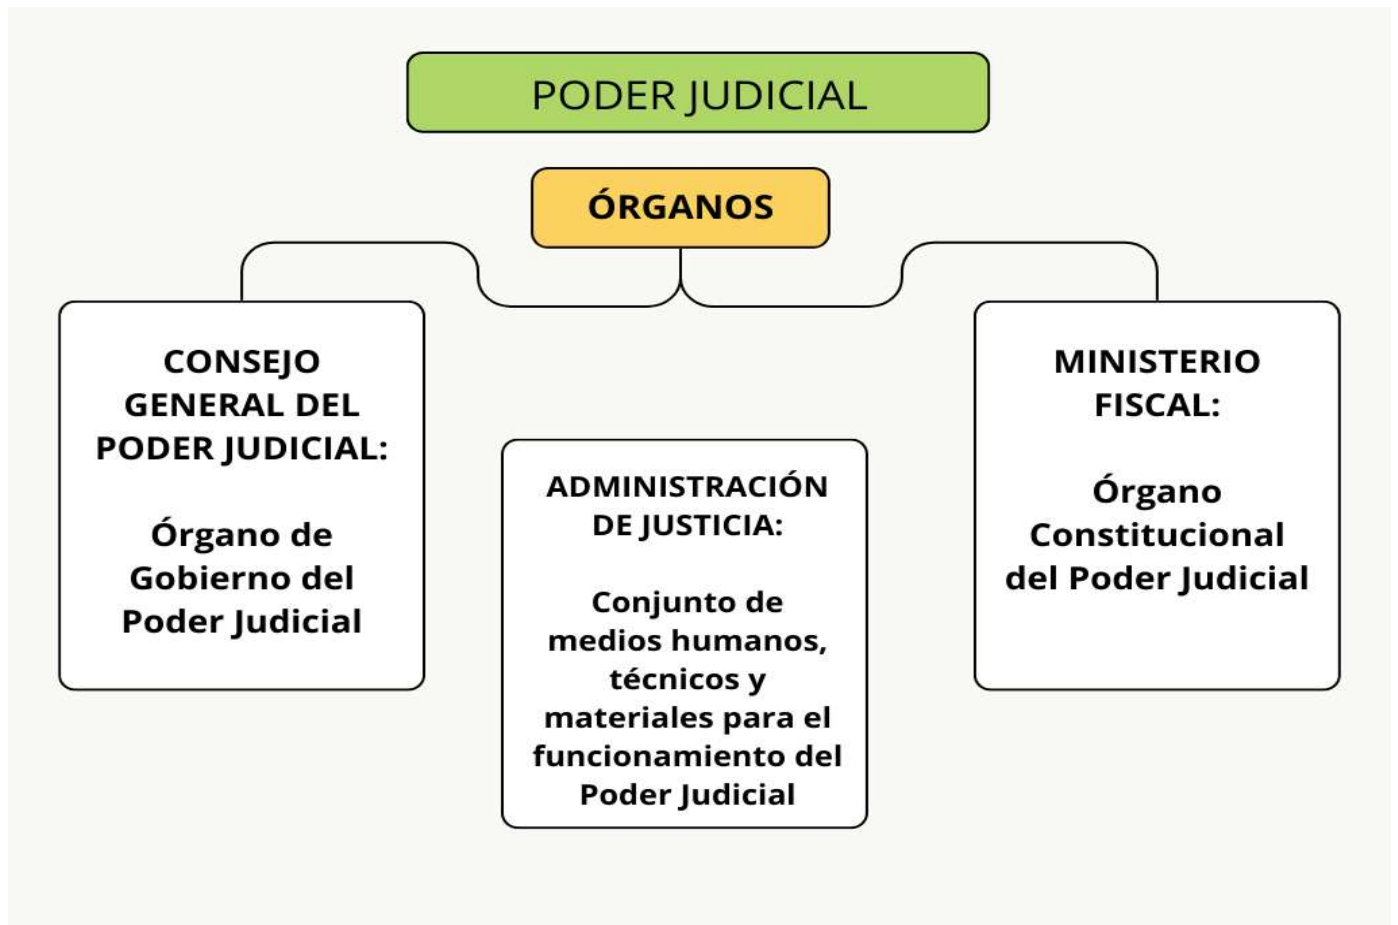 PODER JUDICIAL
ÓRGANOS
CONSEJO
GENERAL DEL
PODER JUDICIAL:
Órgano de
Gobierno del
Poder Judicial
ADMINISTRACIÓN
DE JUSTICIA:
Conjunto de
medios humanos,
técnicos y
materiales para el
funcionamiento del
Poder Judicial
MINISTERIO
FISCAL:
Órgano
Constitucional
del Poder Judicial